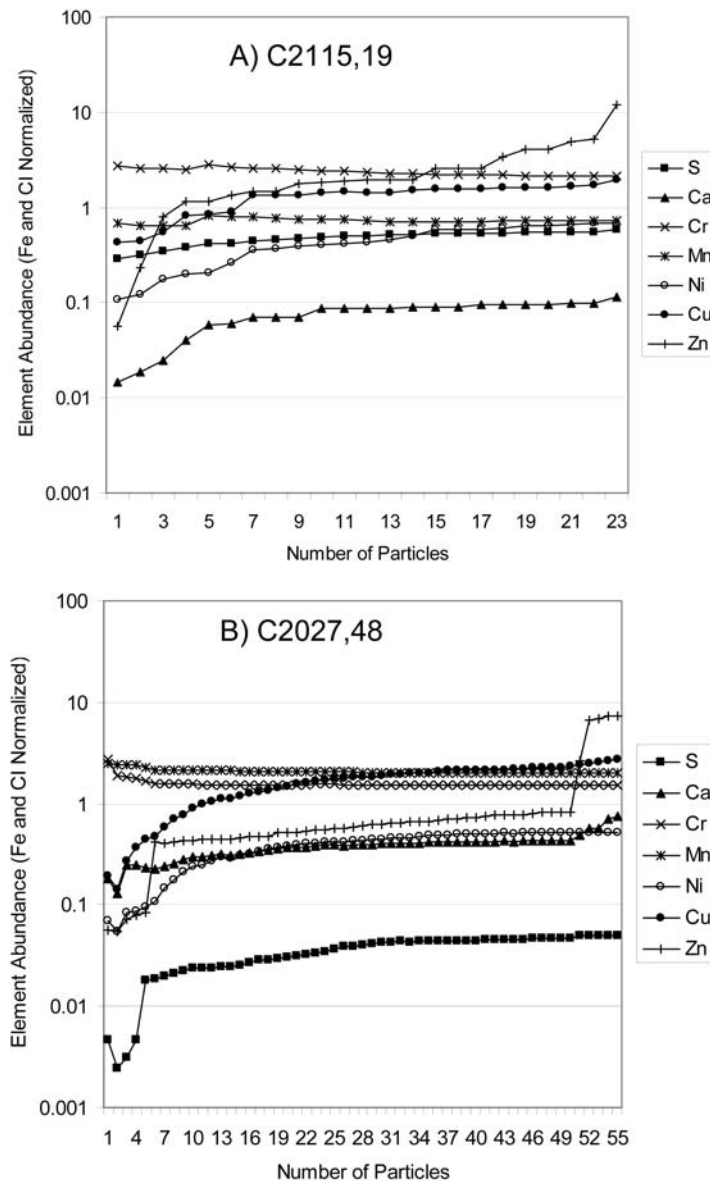 A) C2115,19
Element Abundance (Fe and CI Normalized)
100
10
1
0.1
0.01
0.001
1 3 5 7 9 11 13 15 17 19 21 23
Number of Particles
S
Ca
Cr
Mn
Ni
Cu
Zn
B) C2027,48
Element Abundance (Fe and CI Normalized)
100
10
1
0.1
0.01
0.001
1 4 7 10 13 16 19 22 25 28 31 34 37 40 43 46 49 52 55
Number of Particles
S
Ca
Cr
Mn
Ni
Cu
Zn